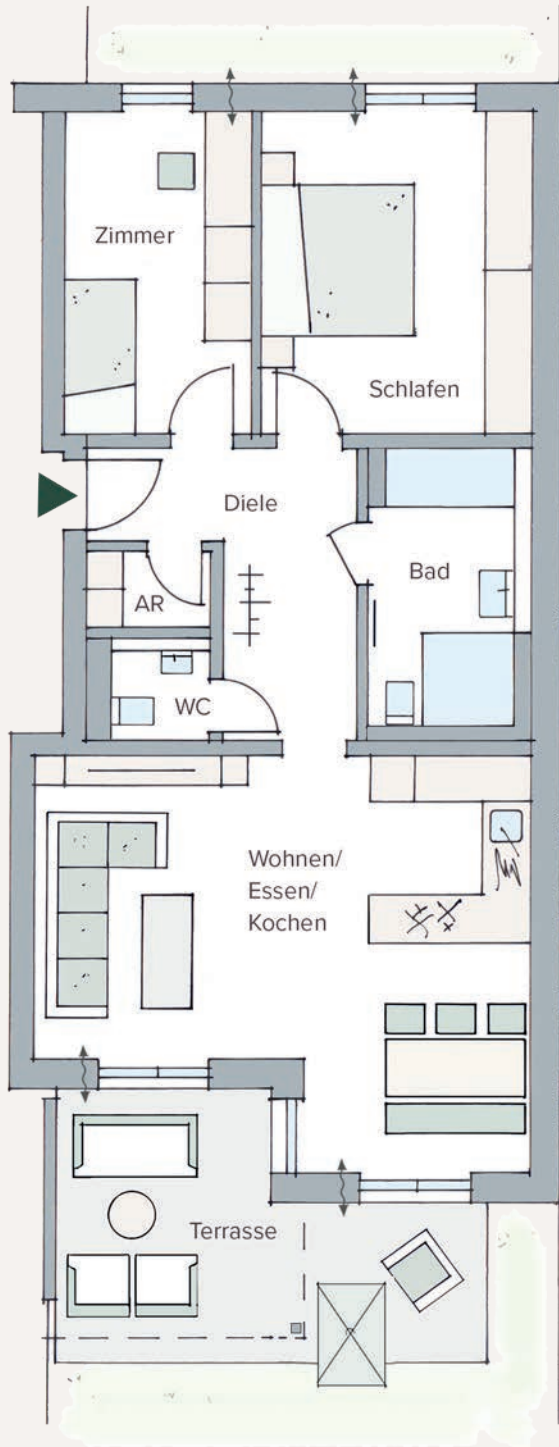 Zimmer
Schlafen
Diele
Bad
AR
WC
Wohnen/
Essen/
Kochen
Terrasse